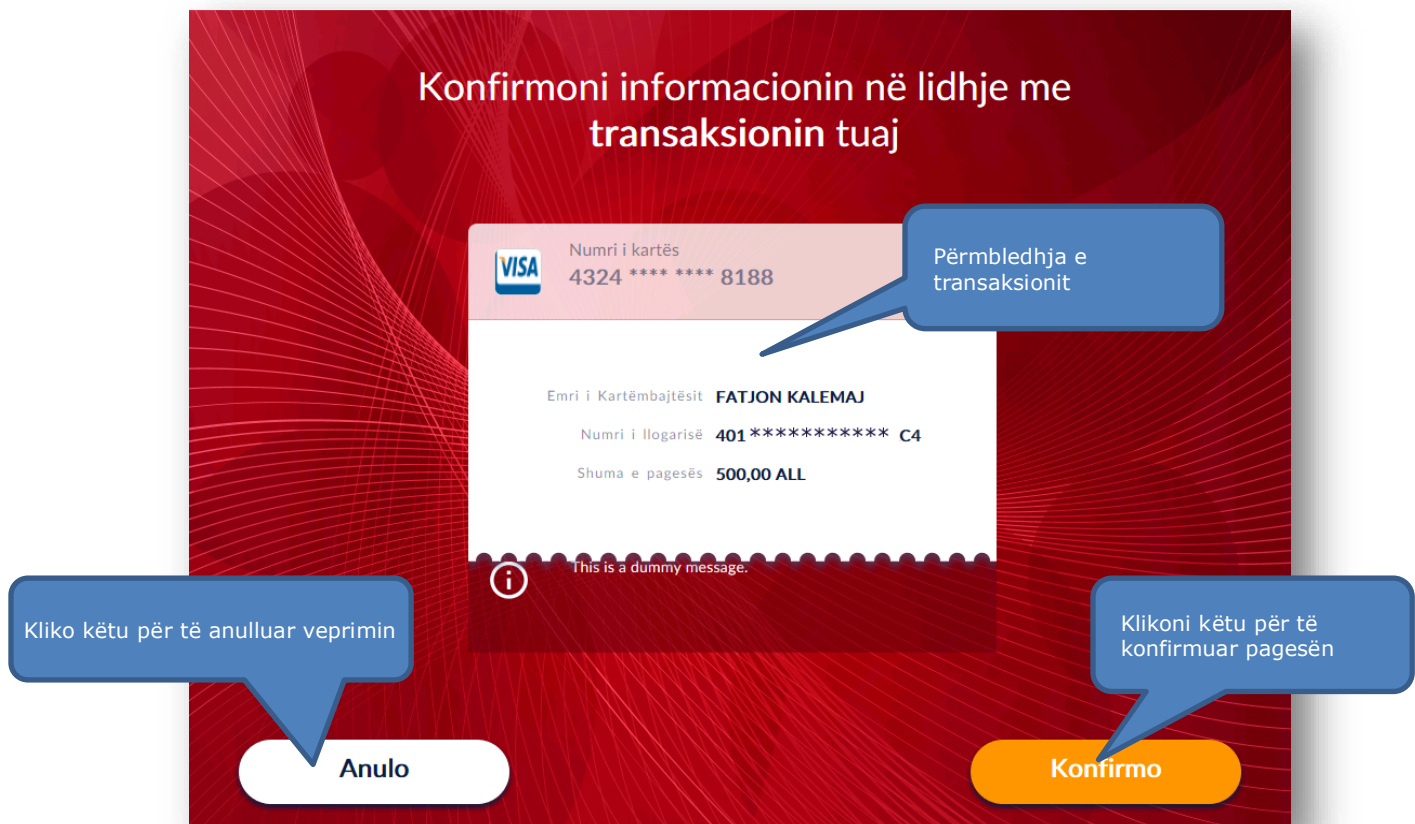 Konfirmoni informacionin në lidhje me
transaksionin tuaj
Numri i kartës
VISA
4324 **** **** 8188
Përmbledhja e
transaksionit
Emri i Kartëmbajtësit FATJON KALEMAJ
Numri i llogarisë 401*********** C4
Shuma e pagesës 500,00 ALL
This is a dummy message.
Kliko këtu për të anulluar veprimin
Klikoni këtu për të
konfirmuar pagesën
Anulo
Konfirmo